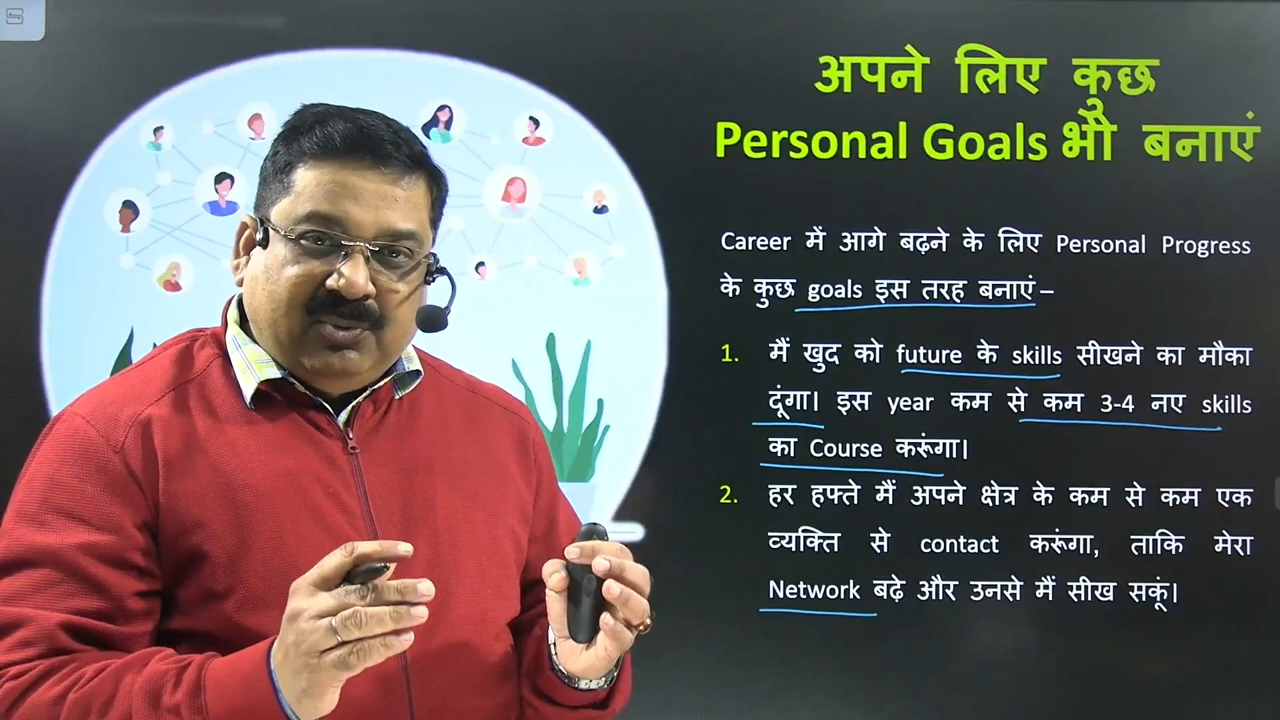 अपने लिए कुछ
Personal Goals भी बनाएं
Career में आगे बढ़ने के लिए Personal Progress
के कुछ goals इस तरह बनाएं –
1. मैं खुद को future के skills सीखने का मौका
दूंगा। इस year कम से कम 3-4 नए skills
का Course करूंगा।
2. हर हफ्ते मैं अपने क्षेत्र के कम से कम एक
व्यक्ति से contact करूंगा, ताकि मेरा
Network बढ़े और उनसे मैं सीख सकूं।